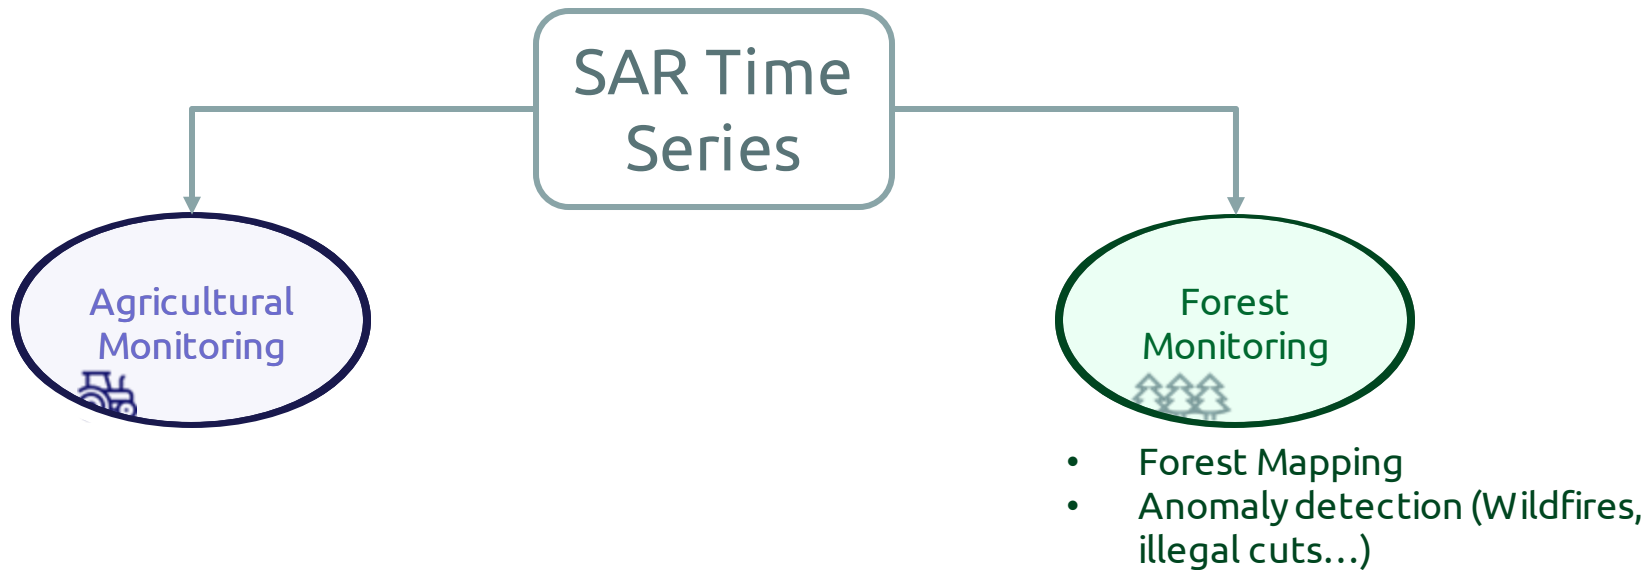 SAR Time
Series
Agricultural
Monitoring
Forest
Monitoring
• Forest Mapping
• Anomaly detection (Wildfires,
illegal cuts…)